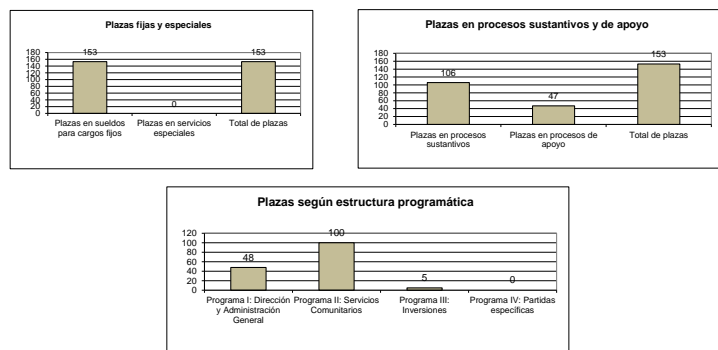 Plazas fijas y especiales
180
160
140
120
100
80
60
40
20
0
153
0
153
Plazas en sueldos
para cargos fijos
Plazas en servicios
especiales
Total de plazas
Plazas en procesos sustantivos y de apoyo
180
160
140
120
100
80
60
40
20
0
106
47
153
Plazas en procesos
sustantivos
Plazas en procesos de
apoyo
Total de plazas
Plazas según estructura programática
120
100
80
60
40
20
0
48
100
5
0
Programa I: Dirección
y Administración
General
Programa II: Servicios
Comunitarios
Programa III:
Inversiones
Programa IV: Partidas
específicas